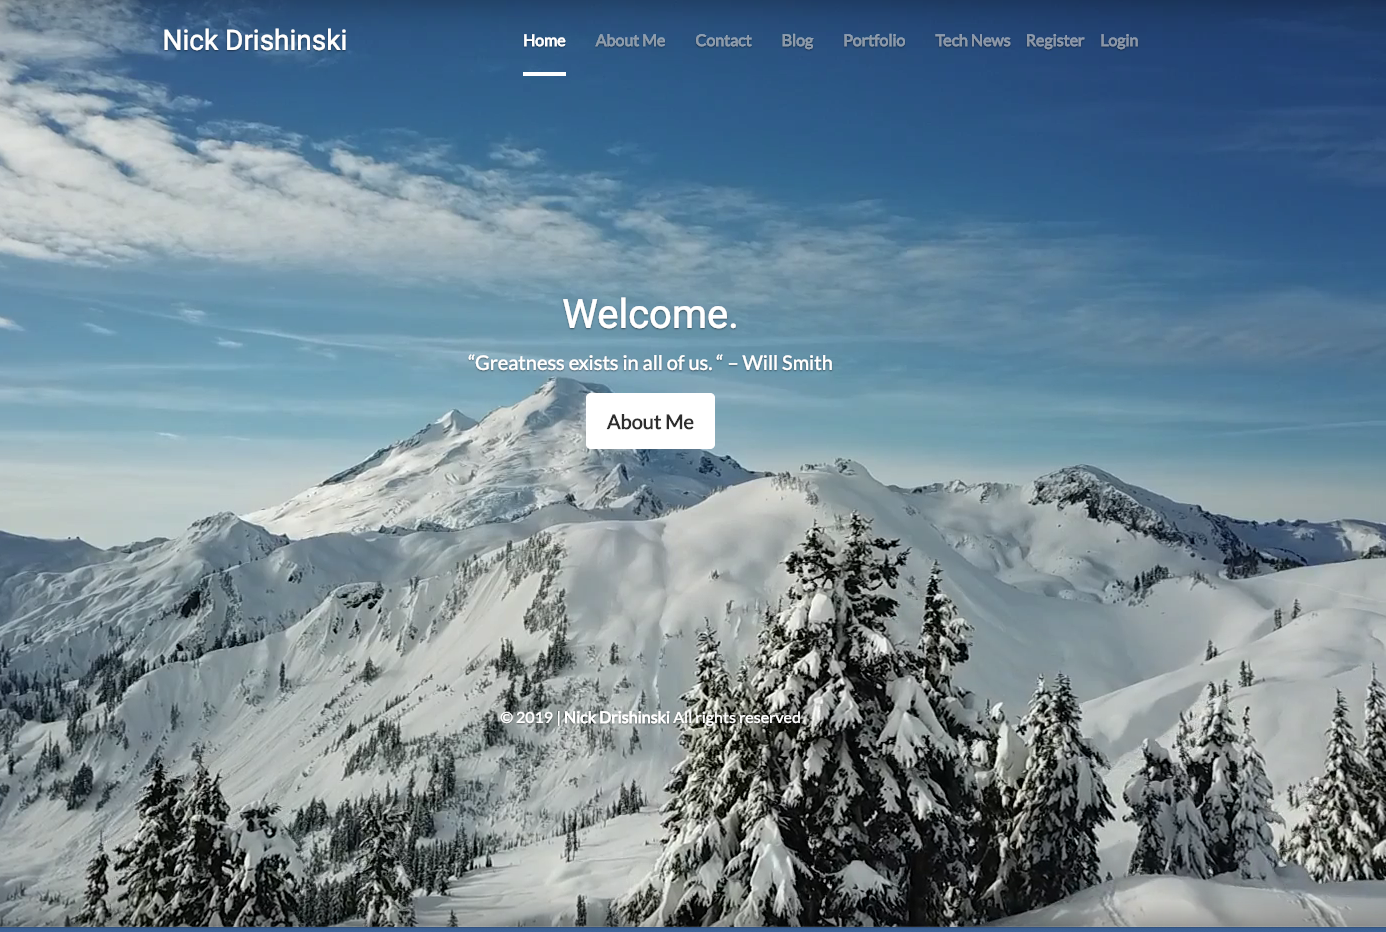 Nick Drishinski
Home About Me Contact Blog Portfolio Tech News Register Login
Welcome.
“Greatness exists in all of us. “ – Will Smith
About Me
© 2019 | Nick Drishinski All rights reserved.